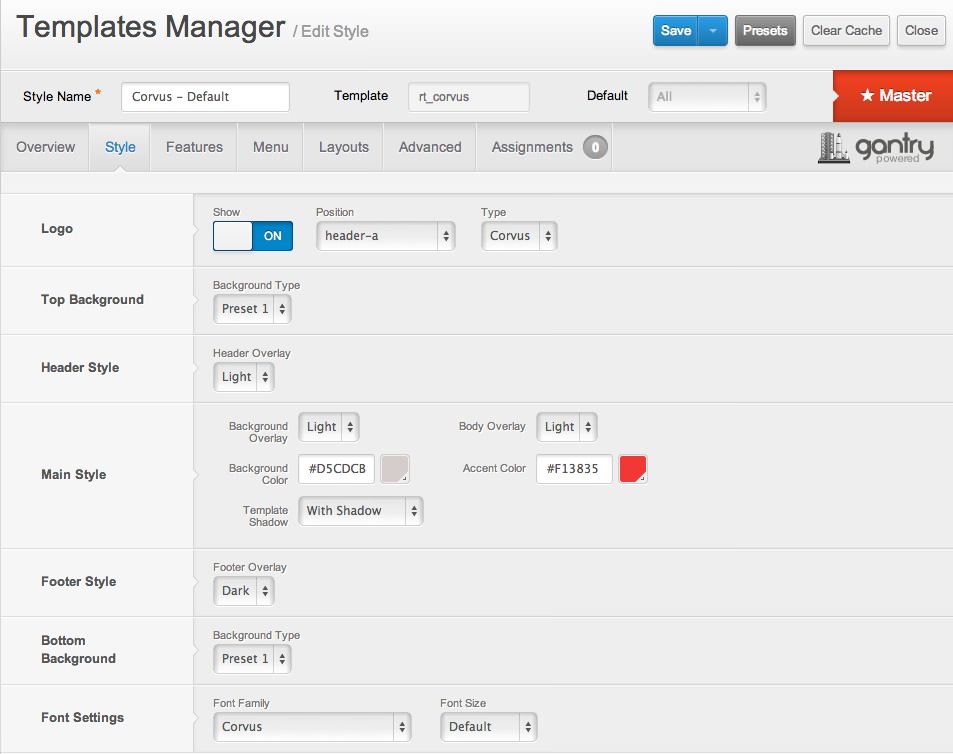 Templates Manager / Edit Style
Save
Presets
Clear Cache
Close
Style Name *
Corvus - Default
Template
rt_corvus
Default
All
★ Master
Overview
Style
Features
Menu
Layouts
Advanced
Assignments 0
gantry
powered
Logo
Show
ON
Position
header-a
Type
Corvus
Top Background
Background Type
Preset 1
Header Style
Header Overlay
Light
Main Style
Background
Overlay
Light
Body Overlay
Light
Background
Color
#D5CDCB
Accent Color
#F13835
Template
Shadow
With Shadow
Footer Style
Footer Overlay
Dark
Bottom
Background
Background Type
Preset 1
Font Settings
Font Family
Corvus
Font Size
Default